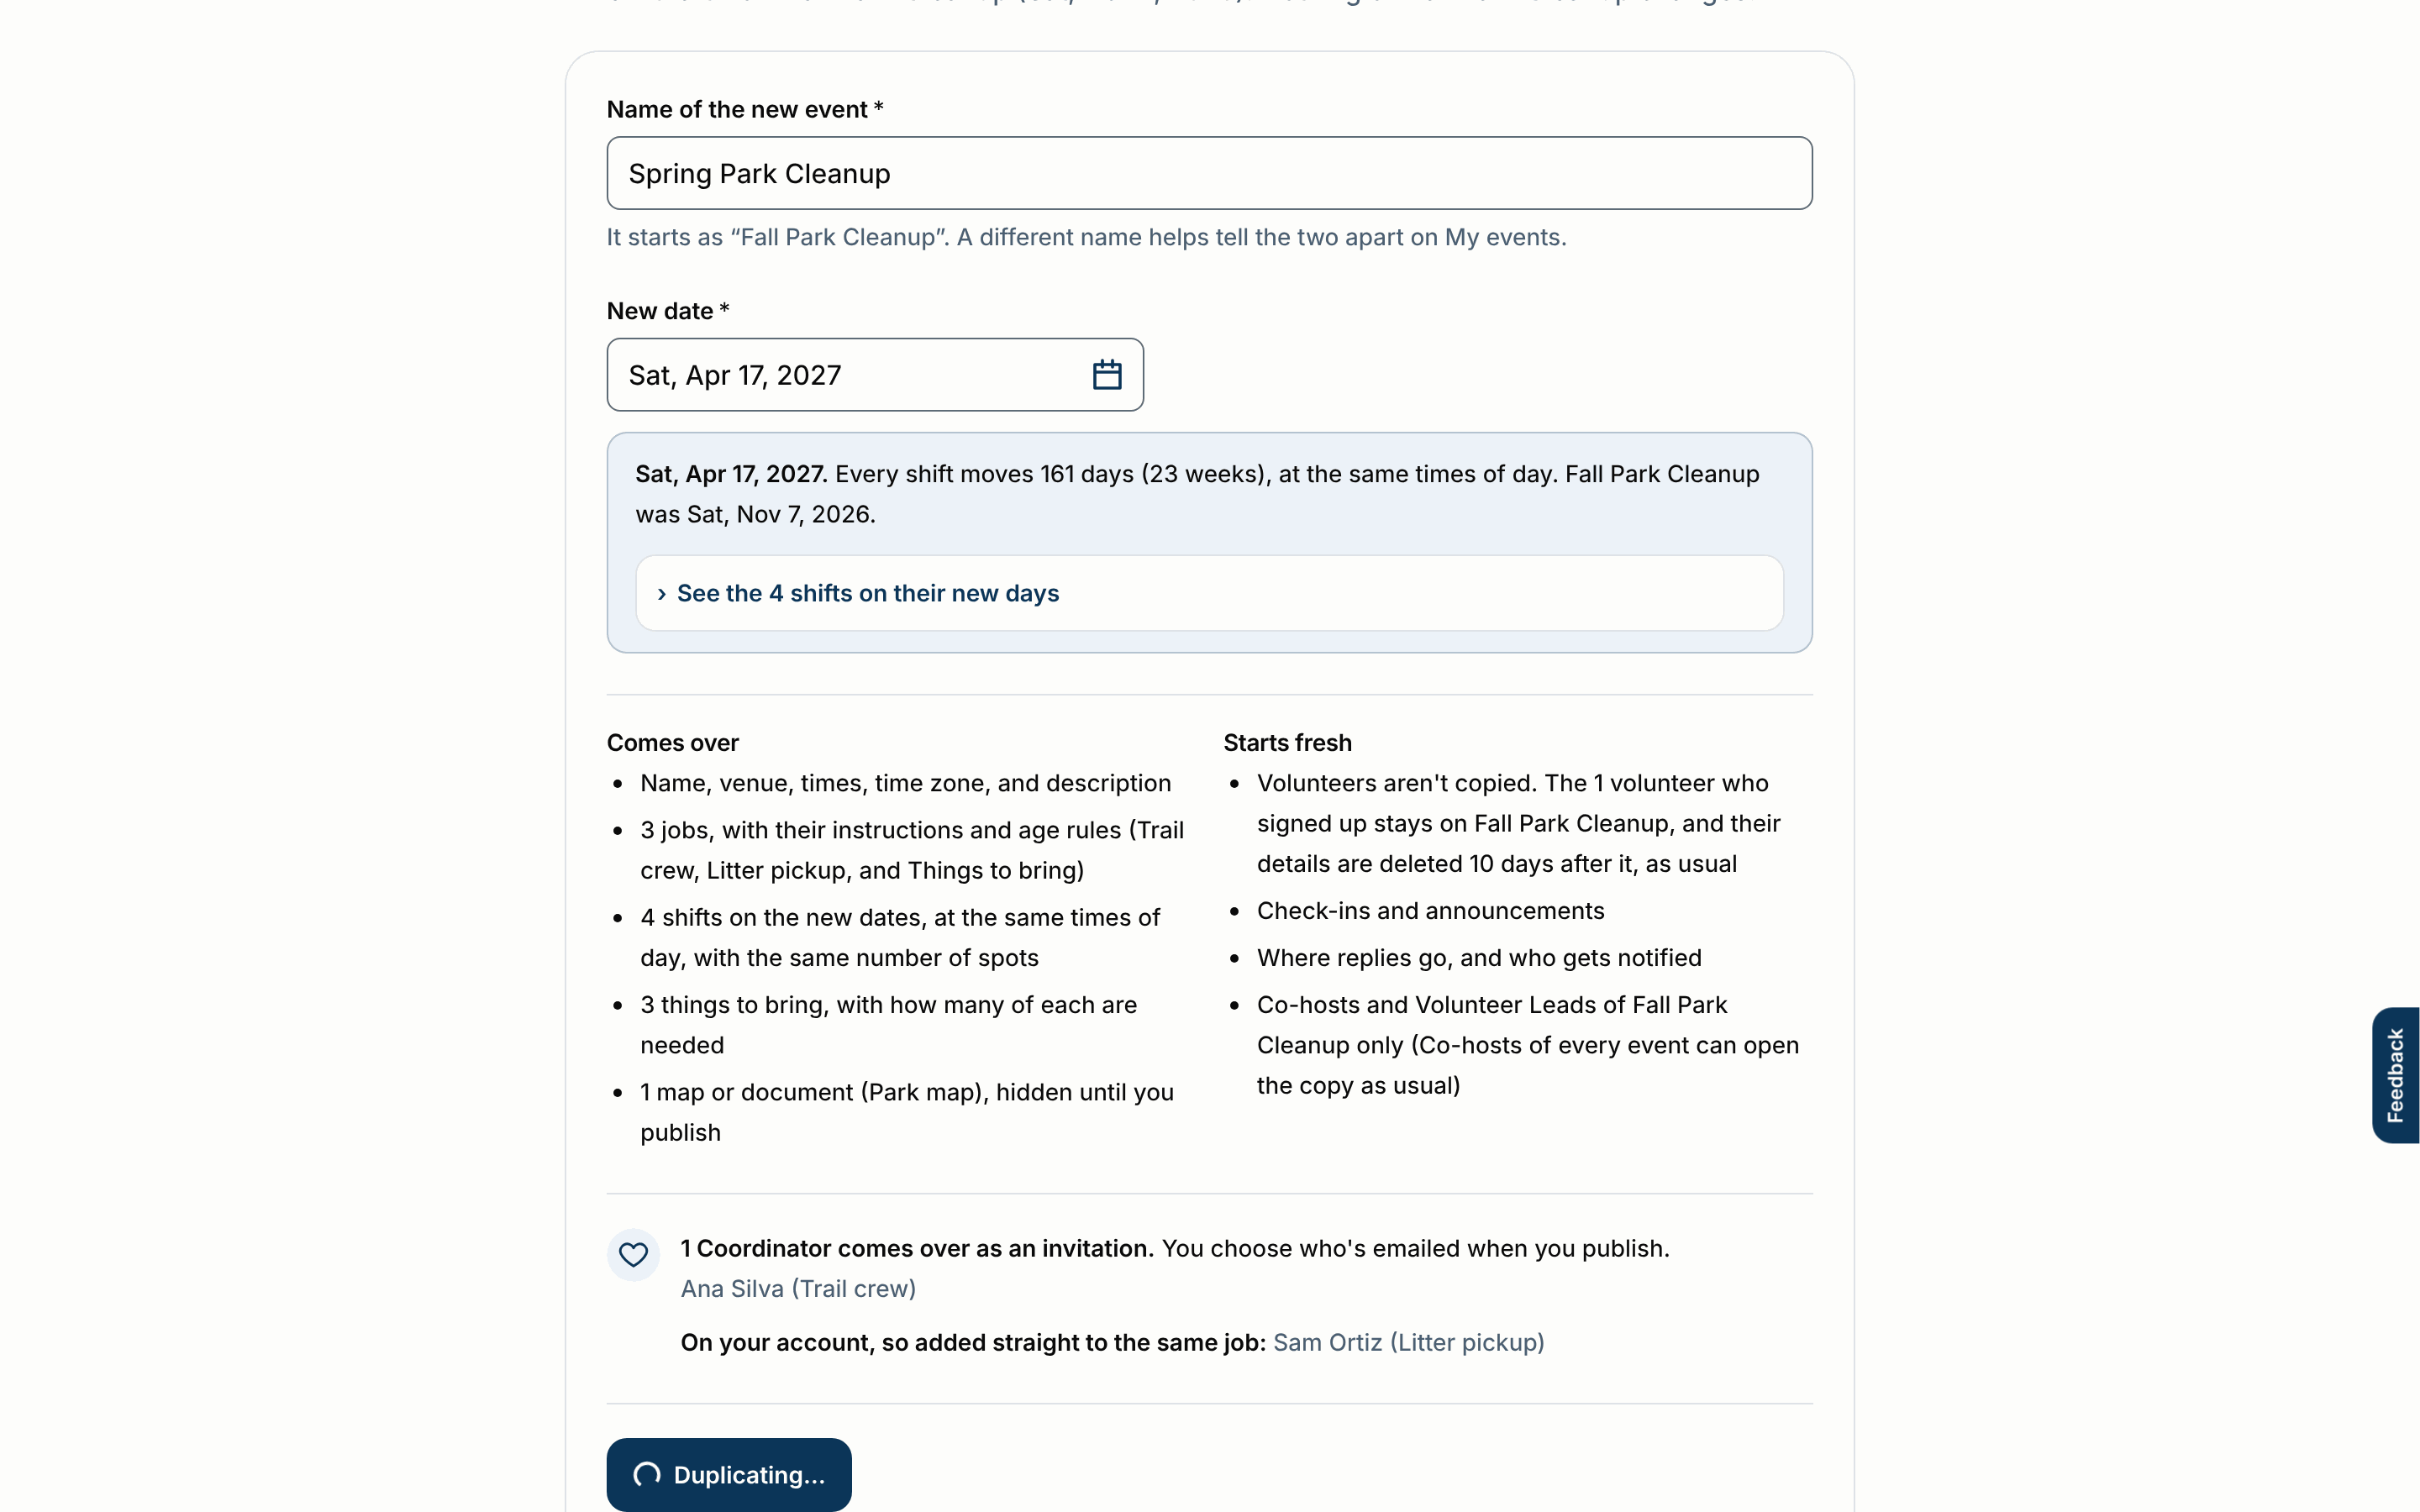 Name of the new event *
Spring Park Cleanup
It starts as “Fall Park Cleanup”. A different name helps tell the two apart on My events.
New date *
Sat, Apr 17, 2027
Sat, Apr 17, 2027. Every shift moves 161 days (23 weeks), at the same times of day. Fall Park Cleanup
was Sat, Nov 7, 2026.
› See the 4 shifts on their new days
Comes over
• Name, venue, times, time zone, and description
• 3 jobs, with their instructions and age rules (Trail
crew, Litter pickup, and Things to bring)
• 4 shifts on the new dates, at the same times of
day, with the same number of spots
• 3 things to bring, with how many of each are
needed
• 1 map or document (Park map), hidden until you
publish
Starts fresh
• Volunteers aren't copied. The 1 volunteer who
signed up stays on Fall Park Cleanup, and their
details are deleted 10 days after it, as usual
• Check-ins and announcements
• Where replies go, and who gets notified
• Co-hosts and Volunteer Leads of Fall Park
Cleanup only (Co-hosts of every event can open
the copy as usual)
1 Coordinator comes over as an invitation. You choose who's emailed when you publish.
Ana Silva (Trail crew)
On your account, so added straight to the same job: Sam Ortiz (Litter pickup)
Duplicating...
Feedback